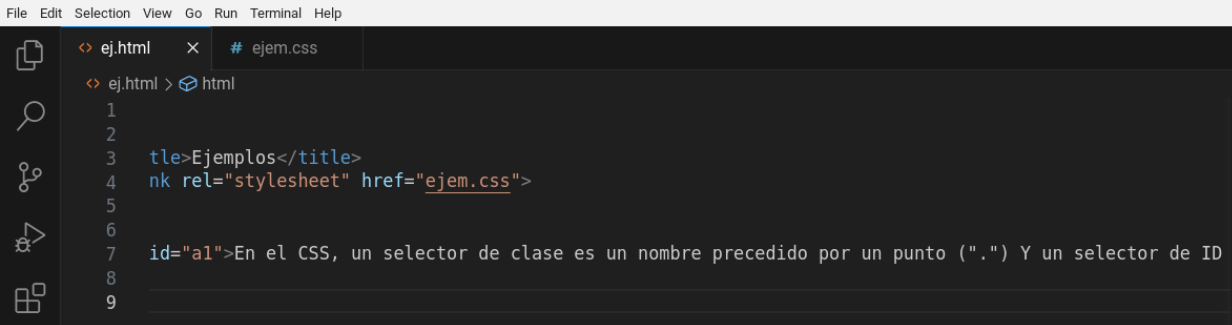 File Edit Selection View Go Run Terminal Help
<> ej.html × # ejem.css
<> ej.html > html
1
2
3 tle>Ejemplos</title>
4 nk rel="stylesheet" href="ejem.css">
5
6
7 id="a1">En el CSS, un selector de clase es un nombre precedido por un punto (".") Y un selector de ID
8
9